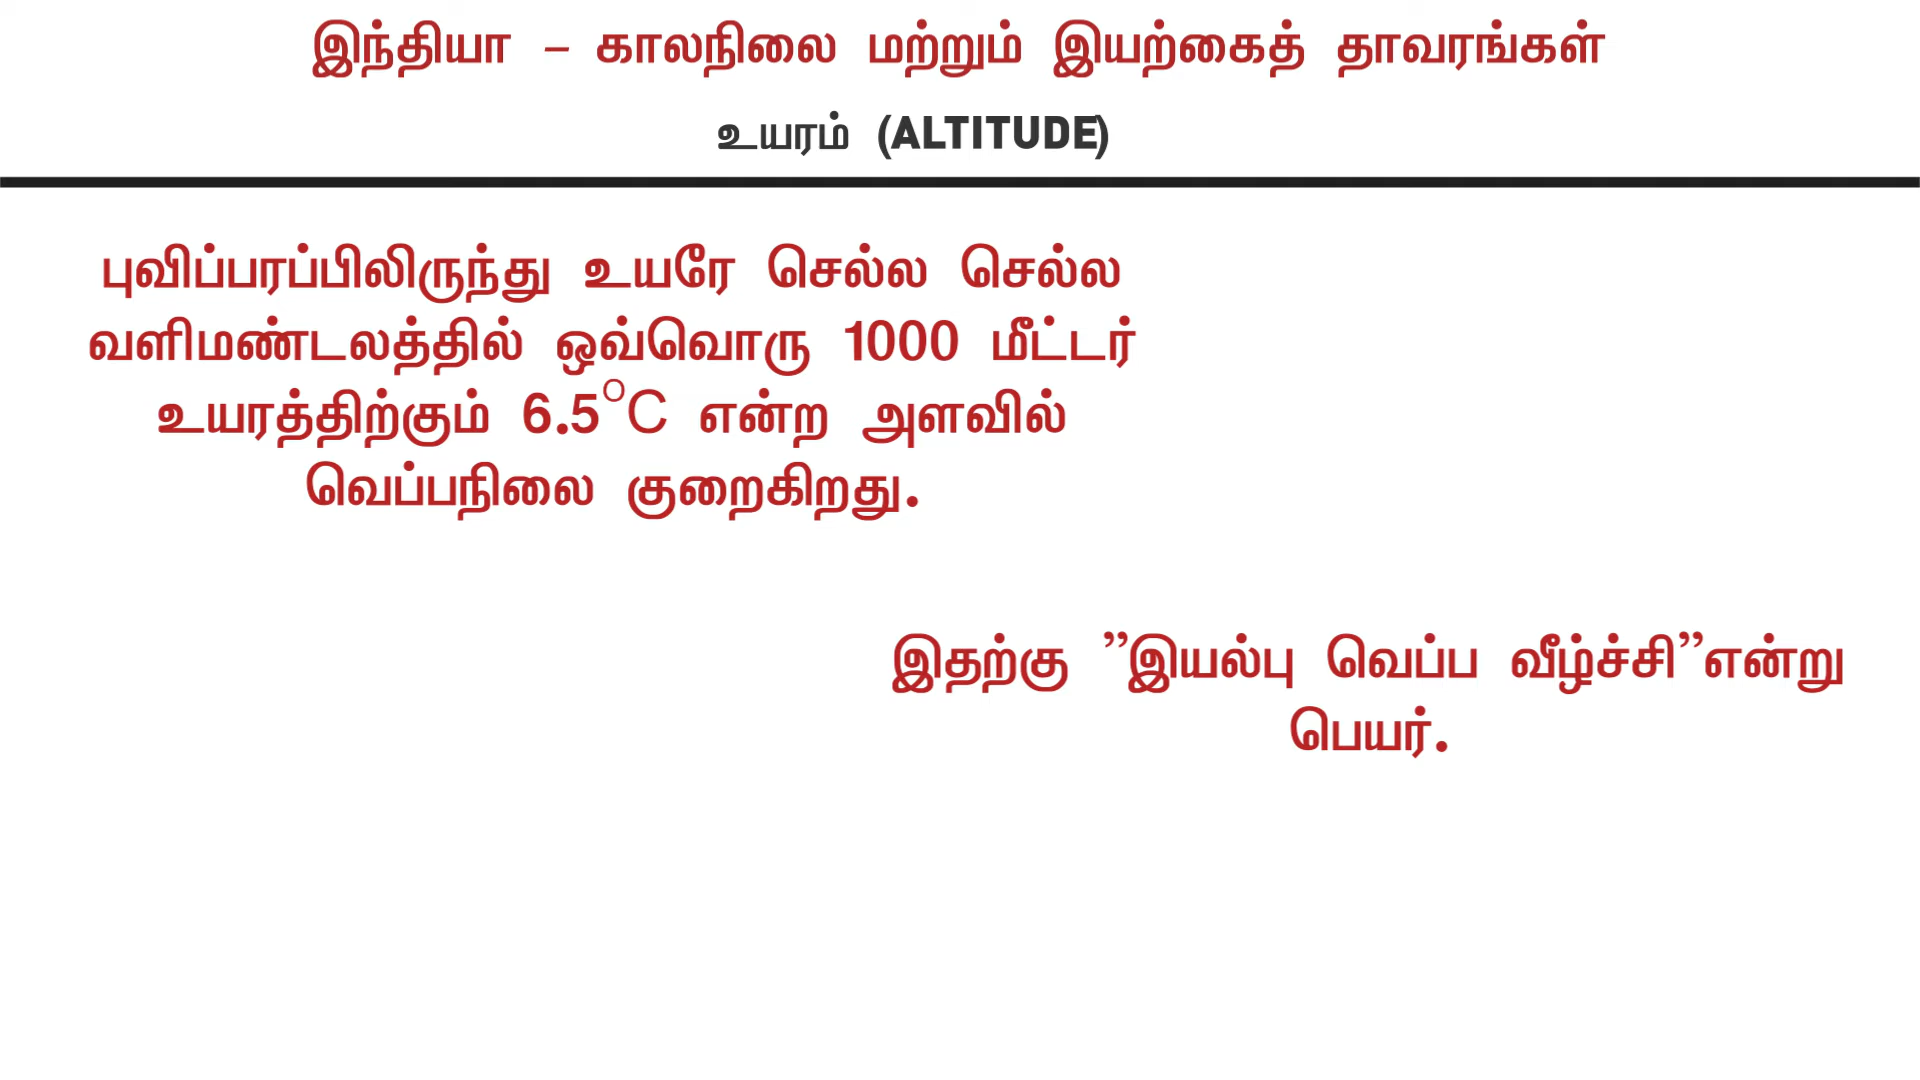 இந்தியா – காலநிலை மற்றும் இயற்கைத் தாவரங்கள்
உயரம் (ALTITUDE)
புவிப்பரப்பிலிருந்து உயரே செல்ல செல்ல
வளிமண்டலத்தில் ஒவ்வொரு 1000 மீட்டர்
உயரத்திற்கும் 6.5°C என்ற அளவில்
வெப்பநிலை குறைகிறது.
இதற்கு ”இயல்பு வெப்ப வீழ்ச்சி”என்று
பெயர்.